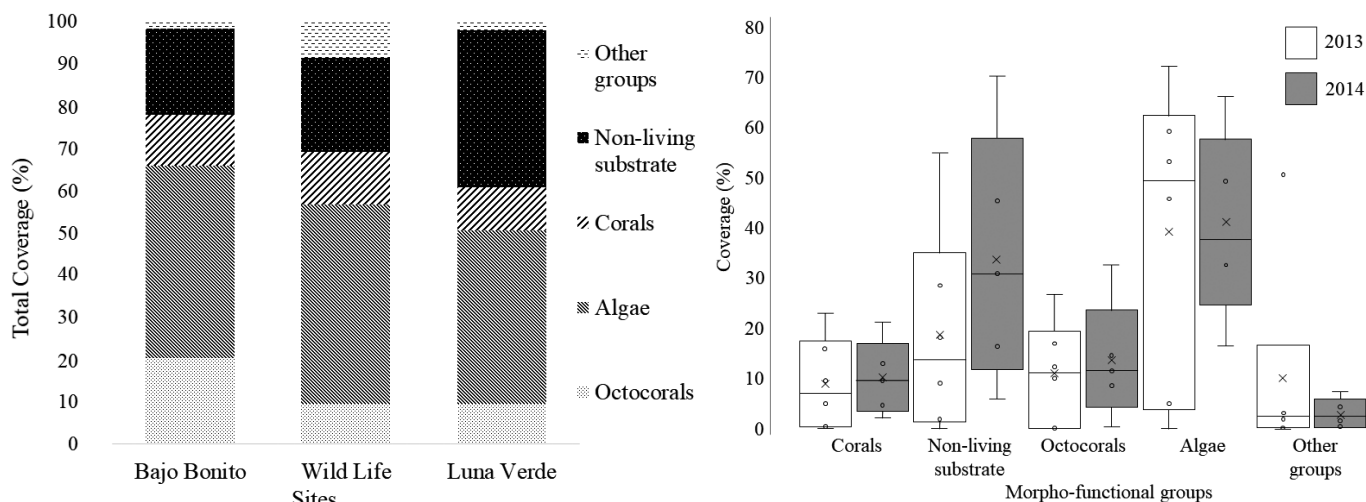 Total Coverage (%)
100
90
80
70
60
50
40
30
20
10
0
Bajo Bonito
Wild Life
Luna Verde
Sites
Other
groups
Non-living
substrate
Corals
Algae
Octocorals
Coverage (%)
80
70
60
50
40
30
20
10
0
2013
2014
Corals
Non-living
substrate
Octocorals
Algae
Other
groups
Morpho-functional groups